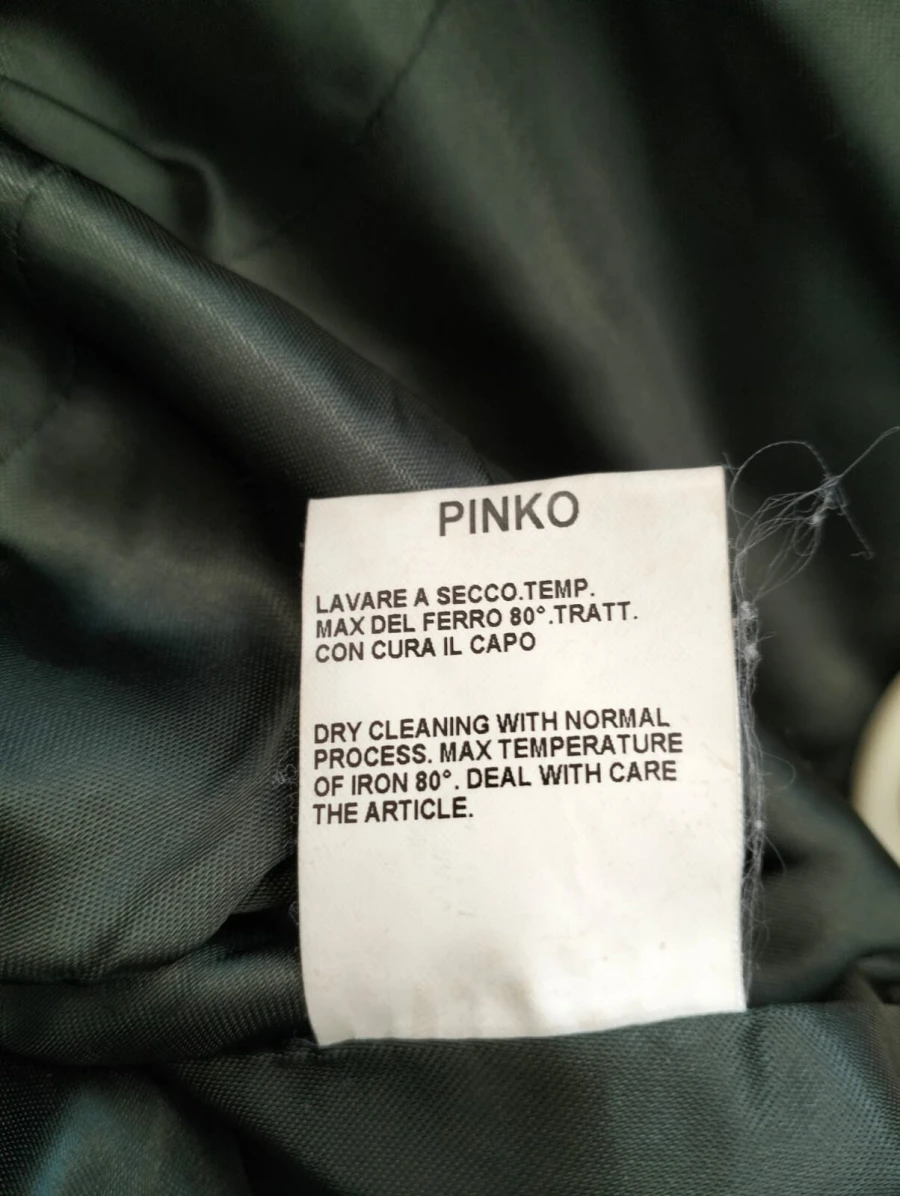 PINKO
LAVARE A SECCO.TEMP.
MAX DEL FERRO 80°.TRATT.
CON CURA IL CAPO
DRY CLEANING WITH NORMAL
PROCESS. MAX TEMPERATURE
OF IRON 80°. DEAL WITH CARE
THE ARTICLE.